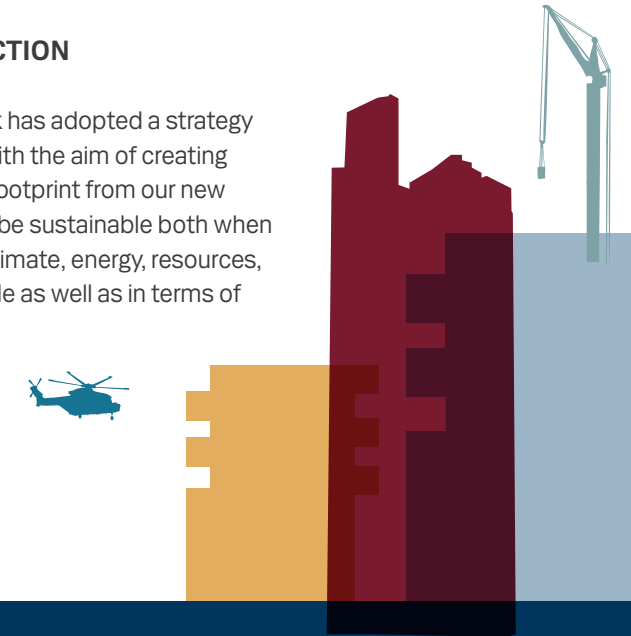 CTION
has adopted a strategy
ith the aim of creating
ootprint from our new
be sustainable both when
imate, energy, resources,
le as well as in terms of